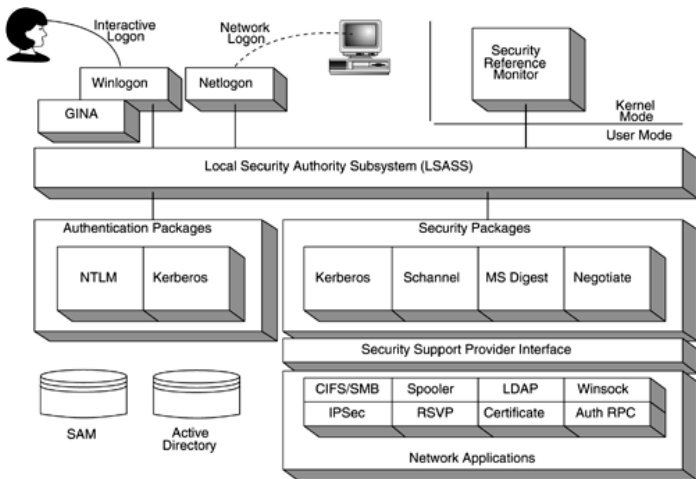 Interactive
Logon
Network
Logon
Winlogon
Netlogon
GINA
Security
Reference
Monitor
Kernel
Mode
User Mode
Local Security Authority Subsystem (LSASS)
Authentication Packages
Security Packages
NTLM
Kerberos
Kerberos
Schannel
MS Digest
Negotiate
Security Support Provider Interface
CIFS/SMB
Spooler
LDAP
Winsock
IPSec
RSVP
Certificate
Auth RPC
Network Applications
SAM
Active
Directory